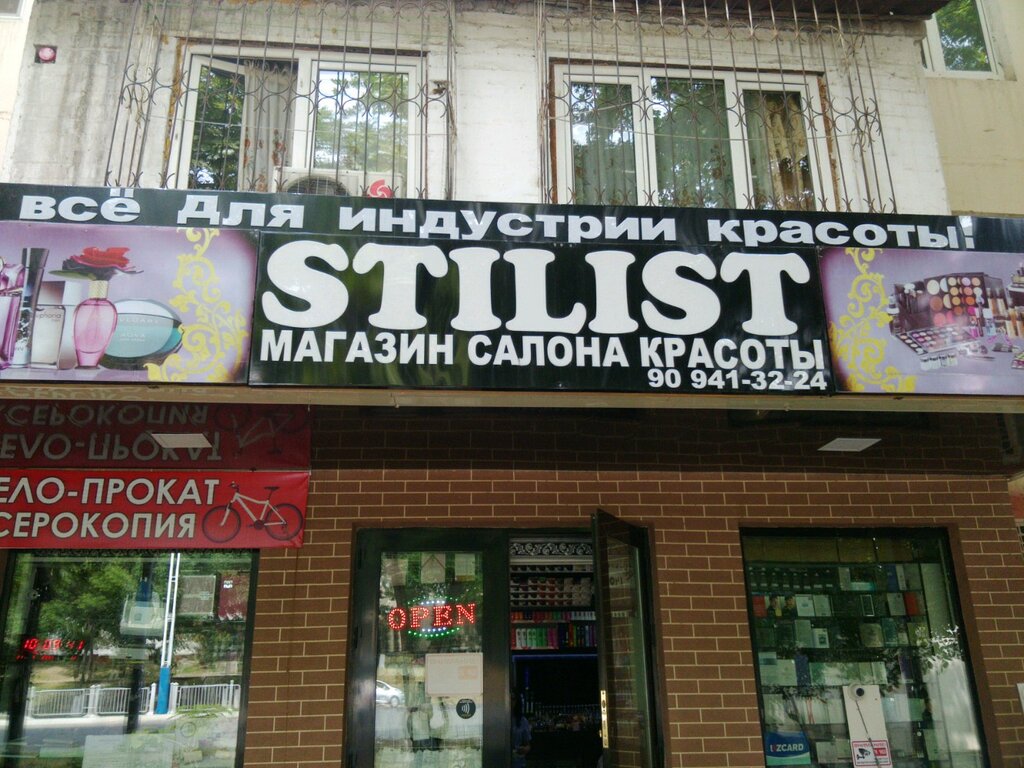 всё для индустрии красоты!
STILIST
МАГАЗИН САЛОНА КРАСОТЫ
90 941-32-24
ЕЛО-ПРОКАТ
СЕРОКОПИЯ
OPEN
UZCARD